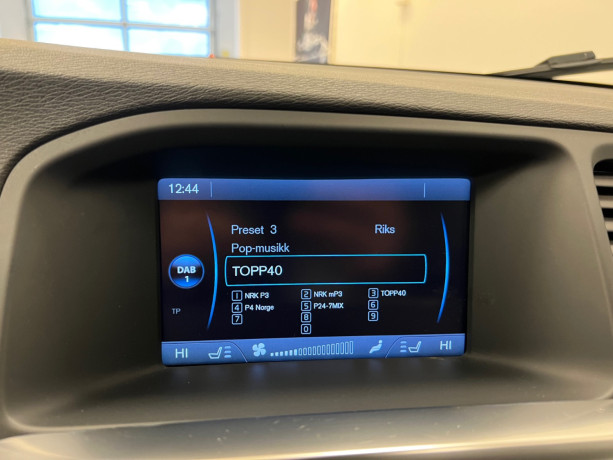 12:44
Preset 3 Riks
Pop-musikk
DAB
1
TOPP40
1 NRK P3 2 NRK mP3 3 TOPP40
4 P4 Norge 5 P24-7MIX 6
7 8 9
0
TP
HI HI